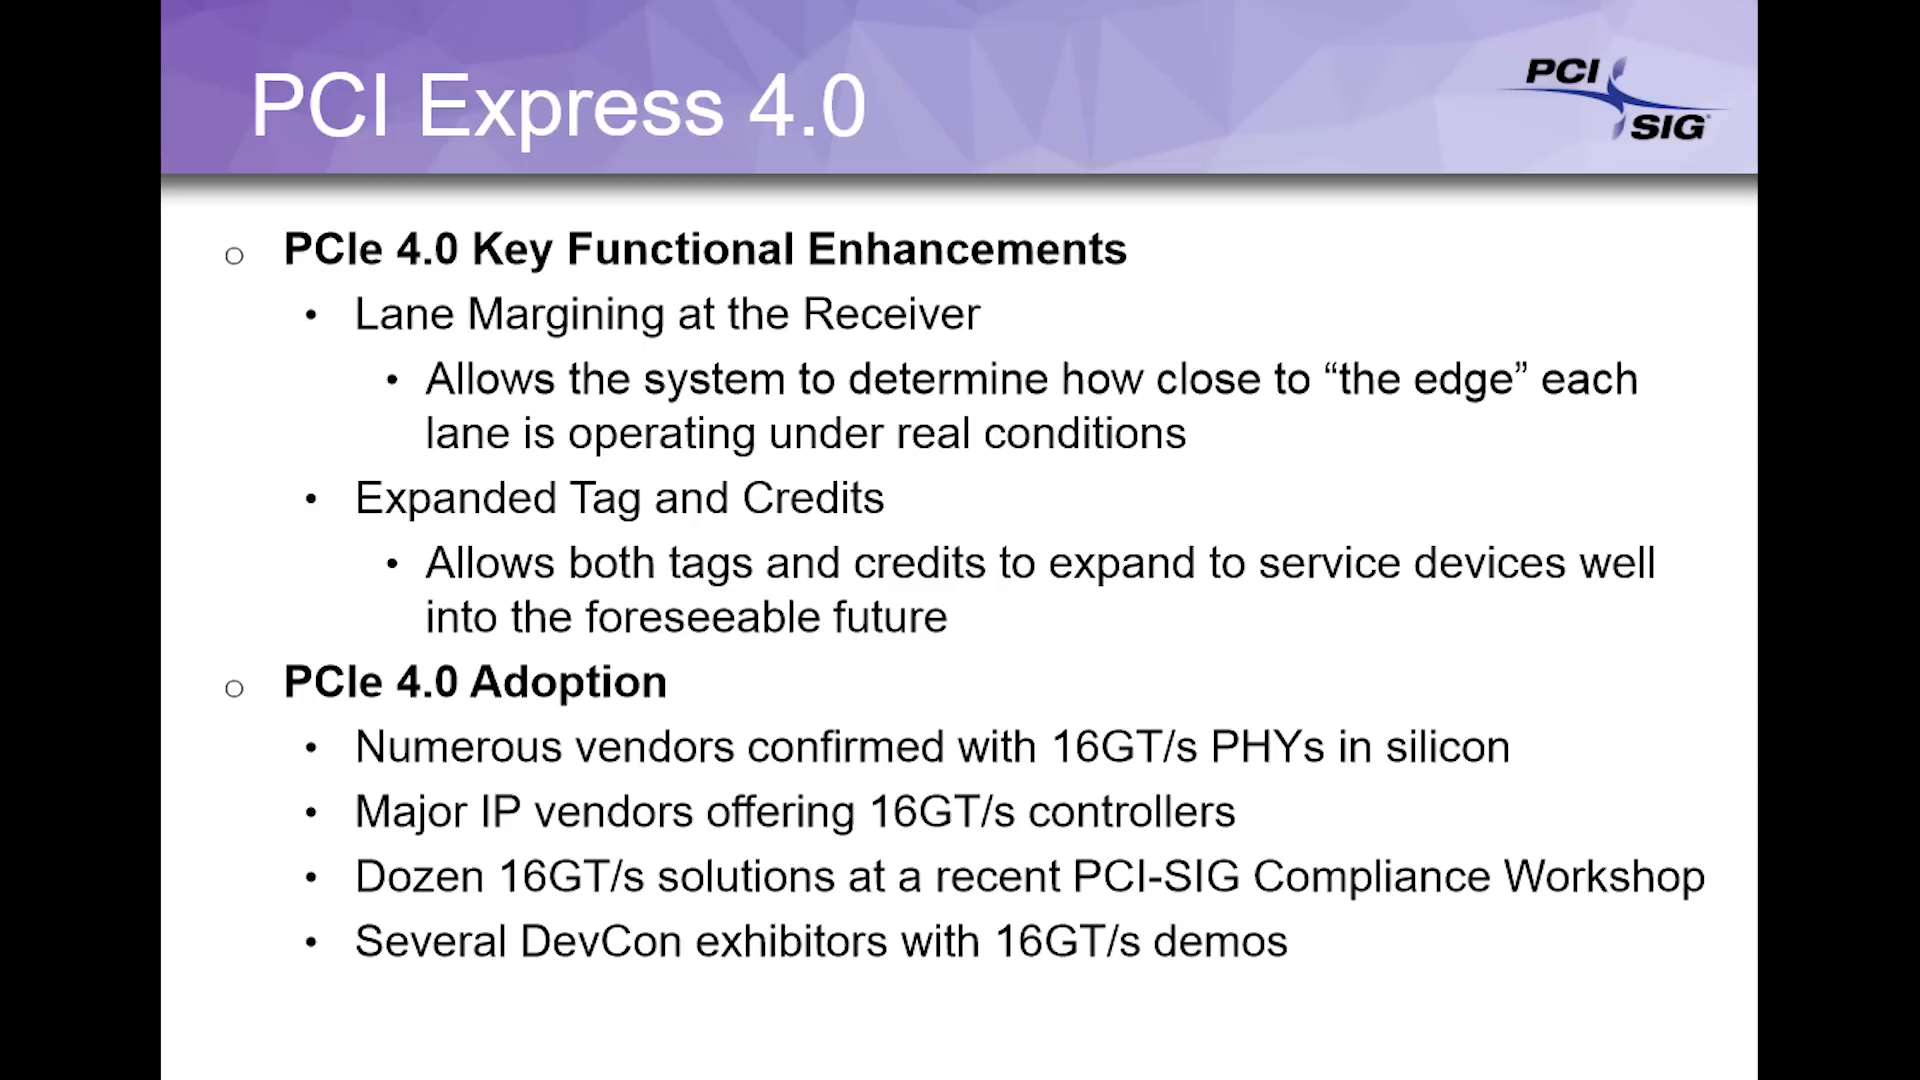 PCI Express 4.0
PCI
SIG
PCIe 4.0 Key Functional Enhancements
Lane Margining at the Receiver
Allows the system to determine how close to “the edge” each
lane is operating under real conditions
Expanded Tag and Credits
Allows both tags and credits to expand to service devices well
into the foreseeable future
PCIe 4.0 Adoption
Numerous vendors confirmed with 16GT/s PHYs in silicon
Major IP vendors offering 16GT/s controllers
Dozen 16GT/s solutions at a recent PCI-SIG Compliance Workshop
Several DevCon exhibitors with 16GT/s demos